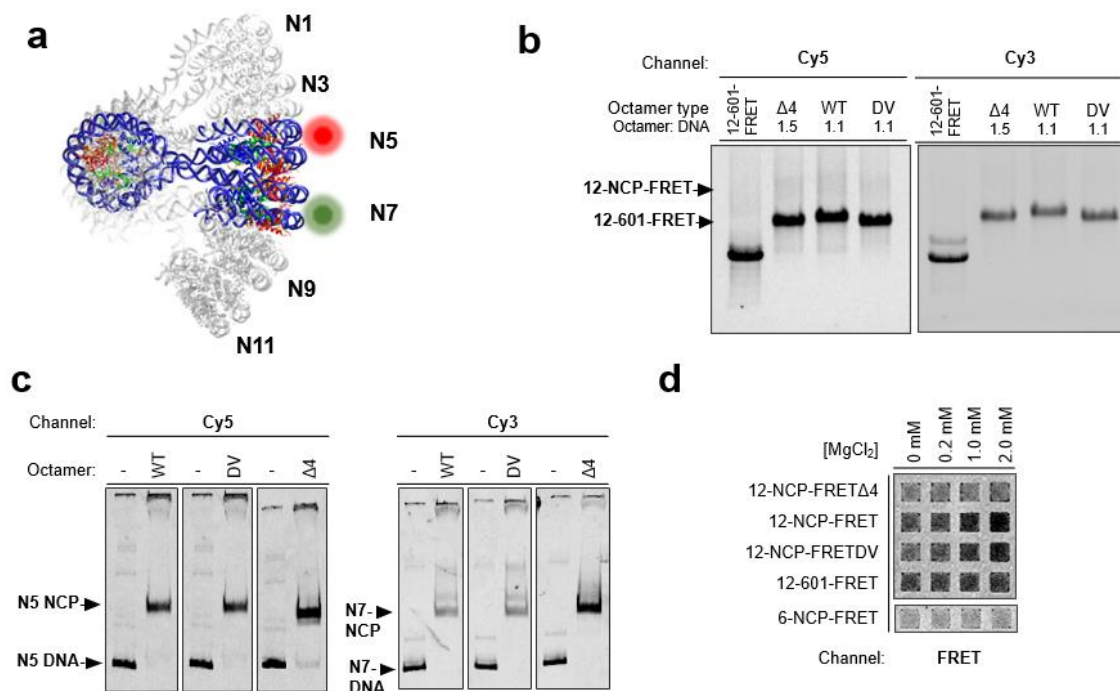 a
N1
N3
N5
N7
N9
N11
b
Channel: Cy5 Cy3
Octamer type 12-601-FRET Δ4 WT DV 12-601-FRET Δ4 WT DV
Octamer: DNA 1.5 1.1 1.1 1.5 1.1 1.1
12-NCP-FRET
12-601-FRET
c
Channel: Cy5 Cy3
Octamer: - WT - DV - Δ4 - WT - DV - Δ4
N5 NCP
N5 DNA
N7-
NCP
N7-
DNA
d
[MgCl₂] 0 mM 0.2 mM 1.0 mM 2.0 mM
12-NCP-FRETΔ4
12-NCP-FRET
12-NCP-FRETDV
12-601-FRET
6-NCP-FRET
Channel: FRET